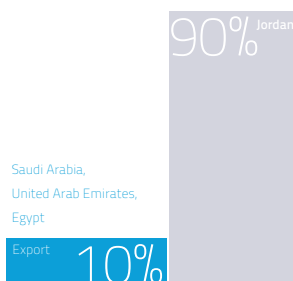 90% Jordan
Saudi Arabia,
United Arab Emirates,
Egypt
Export 10%